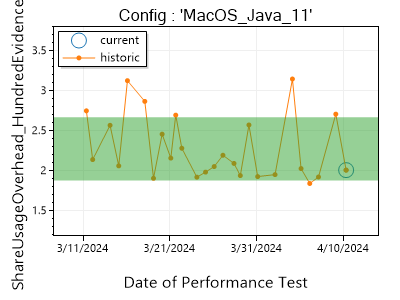 Config : 'MacOS_Java_11'
current
historic
ShareUsageOverhead_HundredEvidence
3.5
3
2.5
2
1.5
3/11/2024 3/21/2024 3/31/2024 4/10/2024
Date of Performance Test